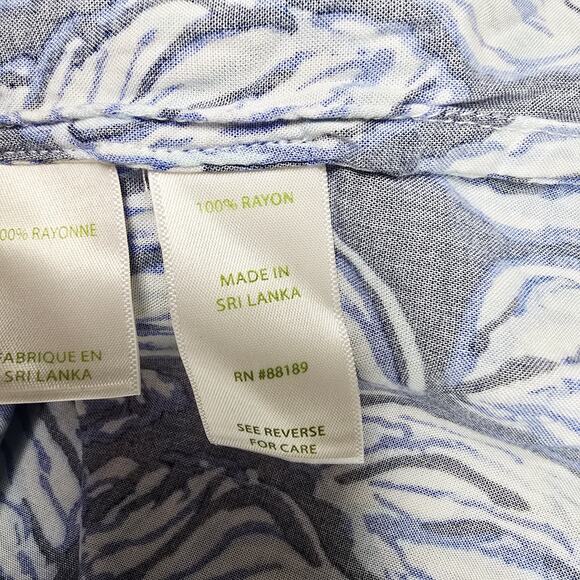 00% RAYONNE
FABRIQUE EN
SRI LANKA
100% RAYON
MADE IN
SRI LANKA
RN #88189
SEE REVERSE
FOR CARE